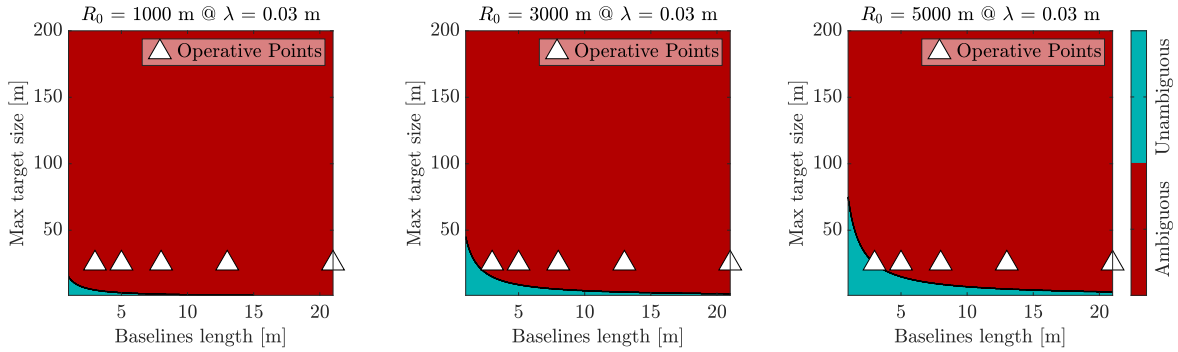 R₀ = 1000 m @ λ = 0.03 m
Operative Points
200
150
100
50
Max target size [m]
5 10 15 20
Baselines length [m]
R₀ = 3000 m @ λ = 0.03 m
Operative Points
200
150
100
50
Max target size [m]
5 10 15 20
Baselines length [m]
R₀ = 5000 m @ λ = 0.03 m
Operative Points
200
150
100
50
Max target size [m]
5 10 15 20
Baselines length [m]
Unambiguous
Ambiguous